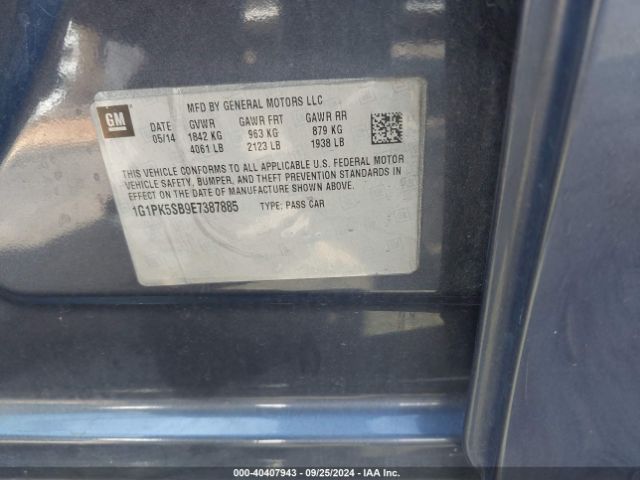 MFD BY GENERAL MOTORS LLC
GM
DATE GVWR GAWR FRT GAWR RR
05/14 1842 KG 963 KG 879 KG
4061 LB 2123 LB 1938 LB
THIS VEHICLE CONFORMS TO ALL APPLICABLE U.S. FEDERAL MOTOR
VEHICLE SAFETY, BUMPER, AND THEFT PREVENTION STANDARDS IN
EFFECT ON THE DATE OF MANUFACTURE SHOWN ABOVE.
1G1PK5SB9E7387885 TYPE: PASS CAR
000-40407943 - 09/25/2024 - IAA Inc.